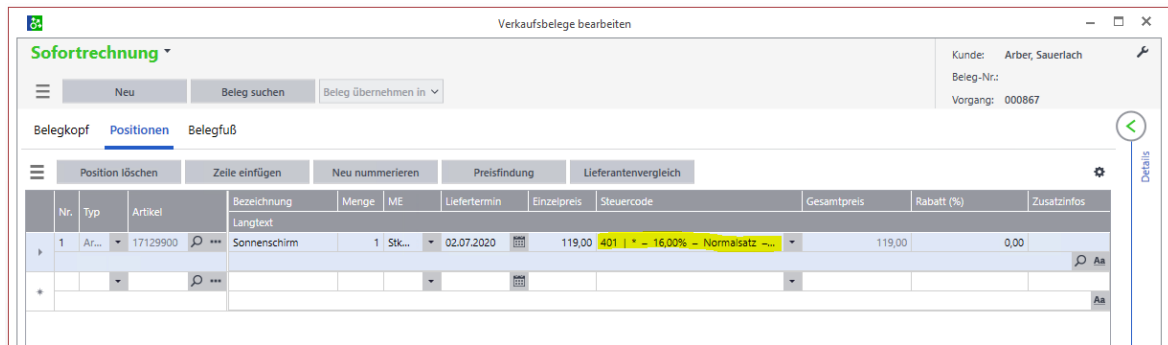 Verkaufsbelege bearbeiten
Sofortrechnung
Kunde: Arber, Sauerlach
Beleg-Nr.:
Vorgang: 000867
Neu Beleg suchen Beleg übernehmen in
Belegkopf Positionen Belegfuß
Details
Position löschen Zeile einfügen Neu nummerieren Preisfindung Lieferantenvergleich
Nr. Typ Artikel Bezeichnung Menge ME Liefertermin Einzelpreis Steuercode Gesamtpreis Rabatt (%) Zusatzinfos
Langtext
1 Ar... 17129900 Sonnenschirm 1 Stk... 02.07.2020 119,00 401 | * – 16,00% – Normalsatz –... 119,00 0,00
Aa
Aa